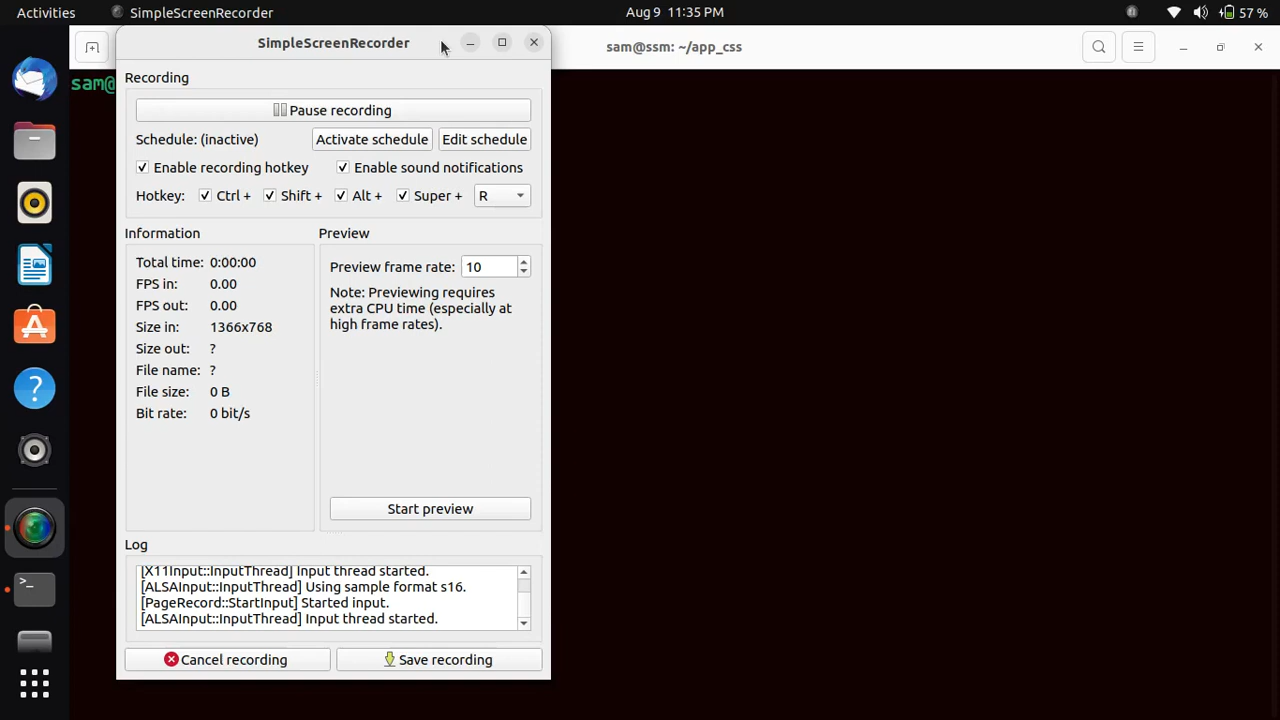 Activities SimpleScreenRecorder Aug 9 11:35 PM 57 %
SimpleScreenRecorder
sam@ssm: ~/app_css
sam@
Recording
Pause recording
Schedule: (inactive) Activate schedule Edit schedule
Enable recording hotkey Enable sound notifications
Hotkey: Ctrl + Shift + Alt + Super + R
Information
Total time: 0:00:00
FPS in: 0.00
FPS out: 0.00
Size in: 1366x768
Size out: ?
File name: ?
File size: 0 B
Bit rate: 0 bit/s
Preview
Preview frame rate: 10
Note: Previewing requires
extra CPU time (especially at
high frame rates).
Start preview
Log
[X11Input::InputThread] Input thread started.
[ALSAInput::InputThread] Using sample format s16.
[PageRecord::StartInput] Started input.
[ALSAInput::InputThread] Input thread started.
Cancel recording Save recording